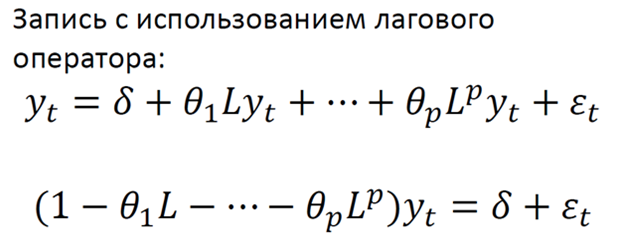 Запись с использованием лагового
оператора:
𝑦ₜ = 𝛿 + 𝜃₁𝐿𝑦ₜ + ⋯ + 𝜃ₚ𝐿ᵖ𝑦ₜ + 𝜀ₜ
(1 − 𝜃₁𝐿 − ⋯ − 𝜃ₚ𝐿ᵖ)𝑦ₜ = 𝛿 + 𝜀ₜ